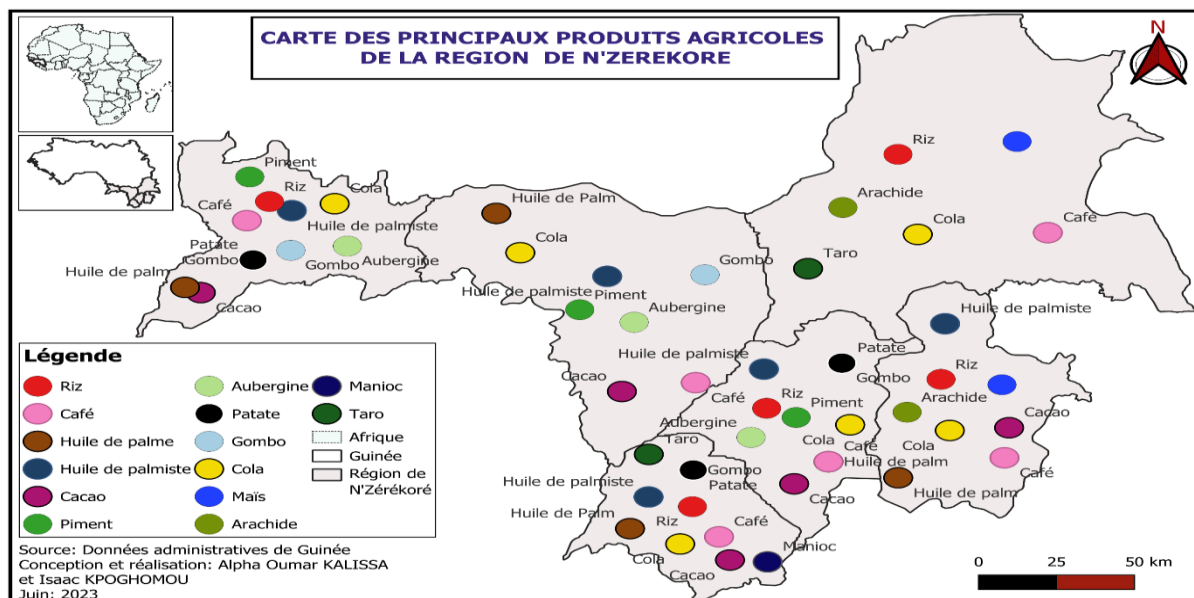 CARTE DES PRINCIPAUX PRODUITS AGRICOLES
DE LA REGION DE N'ZEREKORE
N
Piment
Riz
Cola
Café
Huile de palmiste
Patate
Gombo
Gombo
Aubergine
Huile de palm
Cacao
Huile de Palm
Cola
Gombo
Huile de palmiste
Piment
Aubergine
Cacao
Café
Riz
Arachide
Cola
Café
Taro
Huile de palmiste
Patate
Gombo
Riz
Piment
Aubergine
Cola
Café
Huile de palm
Cacao
Huile de palmiste
Riz
Arachide
Cacao
Cola
Café
Huile de palm
Taro
Gombo
Patate
Huile de palmiste
Huile de Palm
Riz
Café
Cola
Cacao
Manioc
Légende
Riz
Café
Huile de palme
Huile de palmiste
Cacao
Piment
Aubergine
Patate
Gombo
Cola
Maïs
Arachide
Manioc
Taro
Afrique
Guinée
Région de
N'Zérékoré
Source: Données administratives de Guinée
Conception et réalisation: Alpha Oumar KALISSA
et Isaac KPOGHOMOU
Juin: 2023
0 25 50 km